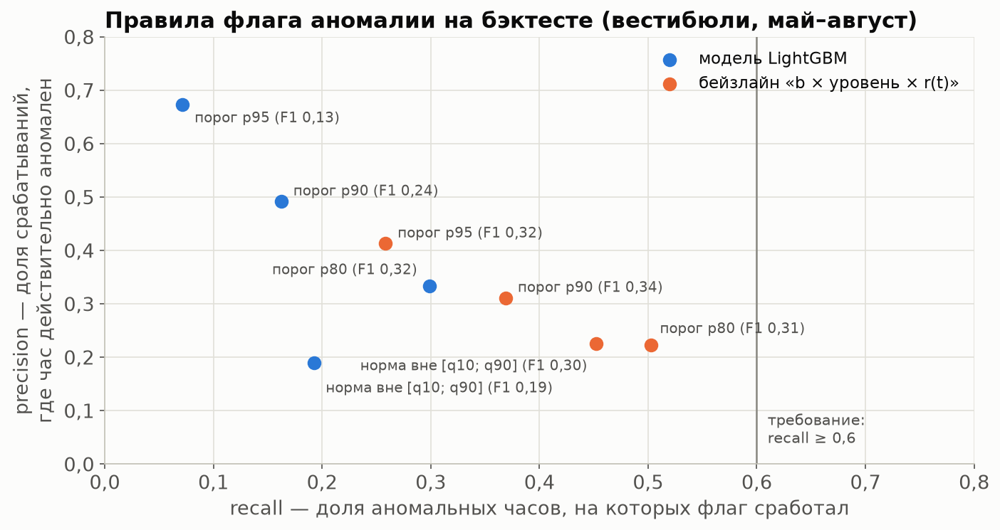 Правила флага аномалии на бэктесте (вестибюли, май–август)
precision — доля срабатываний,
где час действительно аномален
0,8
0,7
0,6
0,5
0,4
0,3
0,2
0,1
0,0
модель LightGBM
бейзлайн «b × уровень × r(t)»
порог p95 (F1 0,13)
порог p90 (F1 0,24)
порог p95 (F1 0,32)
порог p80 (F1 0,32)
порог p90 (F1 0,34)
порог p80 (F1 0,31)
норма вне [q10; q90] (F1 0,30)
норма вне [q10; q90] (F1 0,19)
требование:
recall ≥ 0,6
0,0 0,1 0,2 0,3 0,4 0,5 0,6 0,7 0,8
recall — доля аномальных часов, на которых флаг сработал